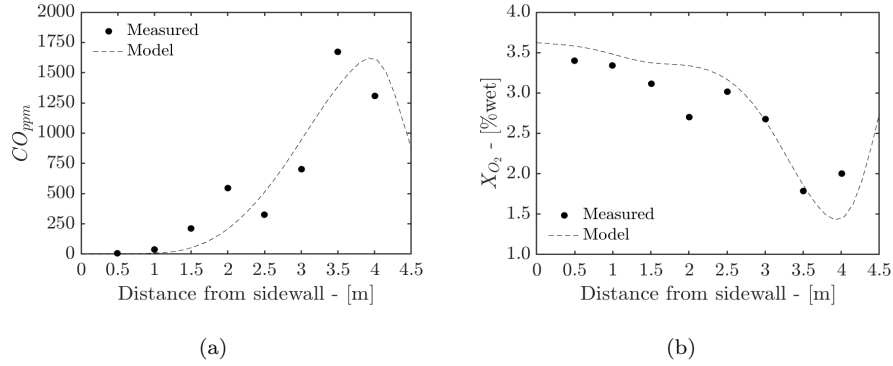 2000
1750
1500
1250
1000
750
500
250
0
CO_ppm
Measured
Model
0 0.5 1 1.5 2 2.5 3 3.5 4 4.5
Distance from sidewall - [m]
(a)
4.0
3.5
3.0
2.5
2.0
1.5
1.0
X_O₂ - [%wet]
Measured
Model
0 0.5 1 1.5 2 2.5 3 3.5 4 4.5
Distance from sidewall - [m]
(b)